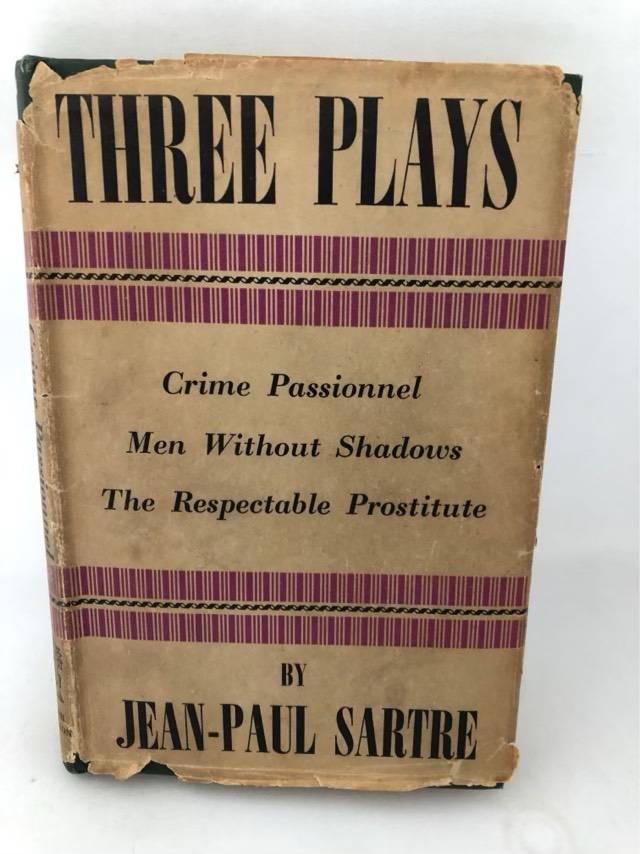 THREE PLAYS
Crime Passionnel
Men Without Shadows
The Respectable Prostitute
BY
JEAN-PAUL SARTRE